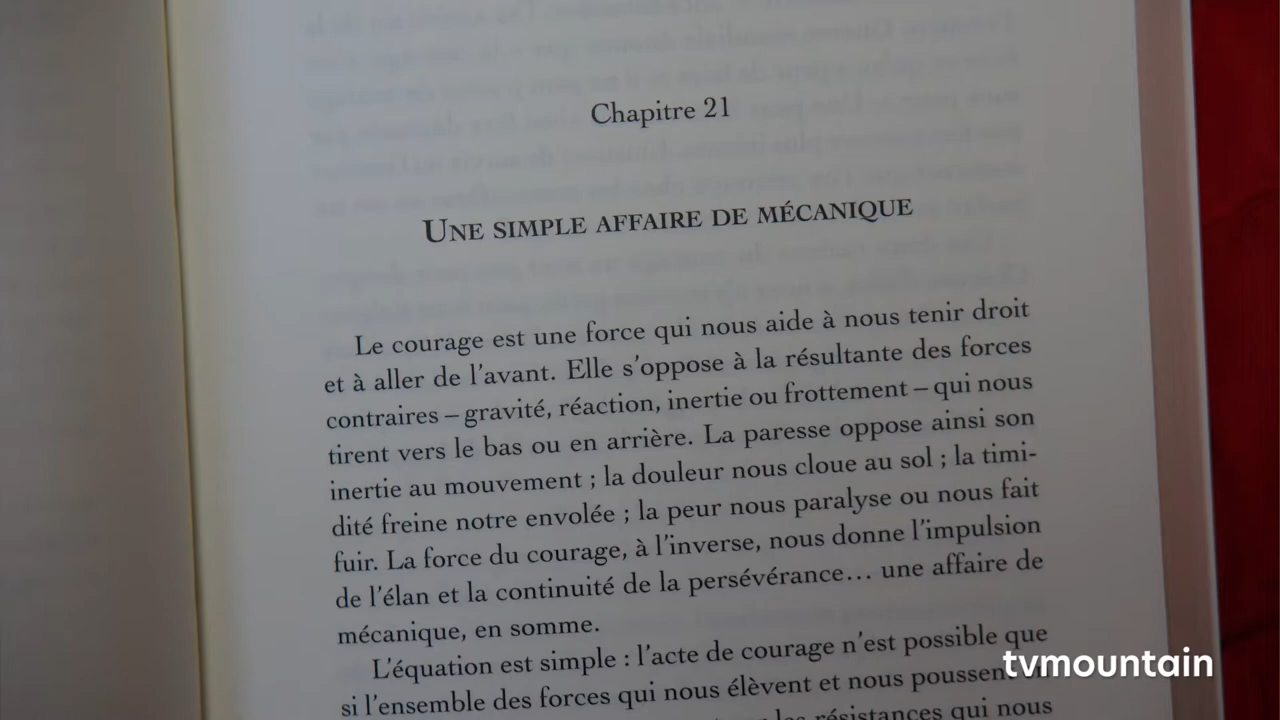 Chapitre 21
UNE SIMPLE AFFAIRE DE MÉCANIQUE
Le courage est une force qui nous aide à nous tenir droit
et à aller de l'avant. Elle s'oppose à la résultante des forces
contraires – gravité, réaction, inertie ou frottement – qui nous
tirent vers le bas ou en arrière. La paresse oppose ainsi son
inertie au mouvement ; la douleur nous cloue au sol ; la timi-
dité freine notre envolée ; la peur nous paralyse ou nous fait
fuir. La force du courage, à l'inverse, nous donne l'impulsion
de l'élan et la continuité de la persévérance... une affaire de
mécanique, en somme.
L'équation est simple : l'acte de courage n'est possible que
si l'ensemble des forces qui nous élèvent et nous poussent
les résistances qui nous
tvmountain